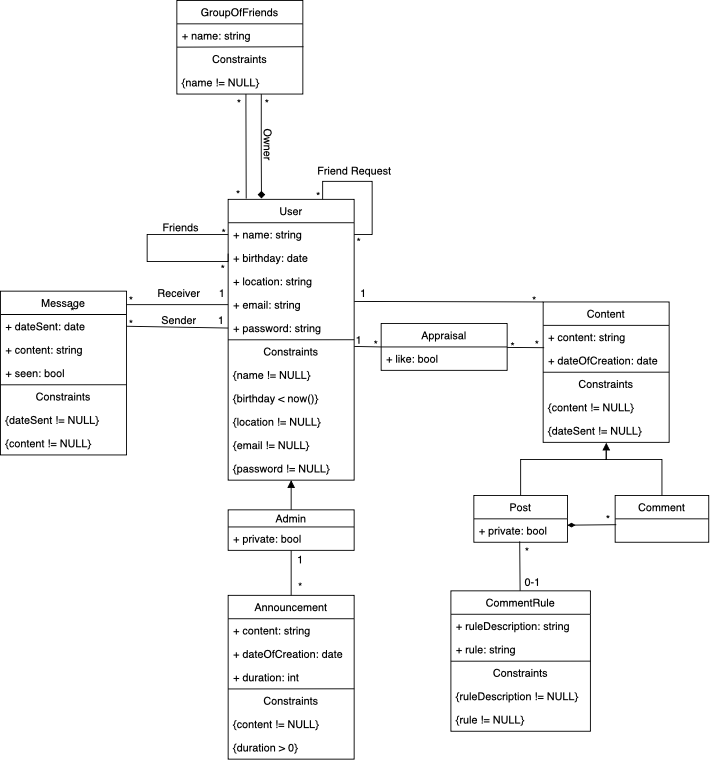 GroupOfFriends
+ name: string
Constraints
{name != NULL}
*
*
Owner
*
Friend Request
*
*
User
+ name: string
+ birthday: date
+ location: string
+ email: string
+ password: string
Constraints
{name != NULL}
{birthday < now()}
{location != NULL}
{email != NULL}
{password != NULL}
Friends
*
*
Receiver
*
1
Sender
*
1
Message
+ dateSent: date
+ content: string
+ seen: bool
Constraints
{dateSent != NULL}
{content != NULL}
1
*
1
*
Appraisal
+ like: bool
*
*
Content
+ content: string
+ dateOfCreation: date
Constraints
{content != NULL}
{dateSent != NULL}
Admin
+ private: bool
1
*
Announcement
+ content: string
+ dateOfCreation: date
+ duration: int
Constraints
{content != NULL}
{duration > 0}
Post
+ private: bool
*
Comment
*
0-1
CommentRule
+ ruleDescription: string
+ rule: string
Constraints
{ruleDescription != NULL}
{rule != NULL}